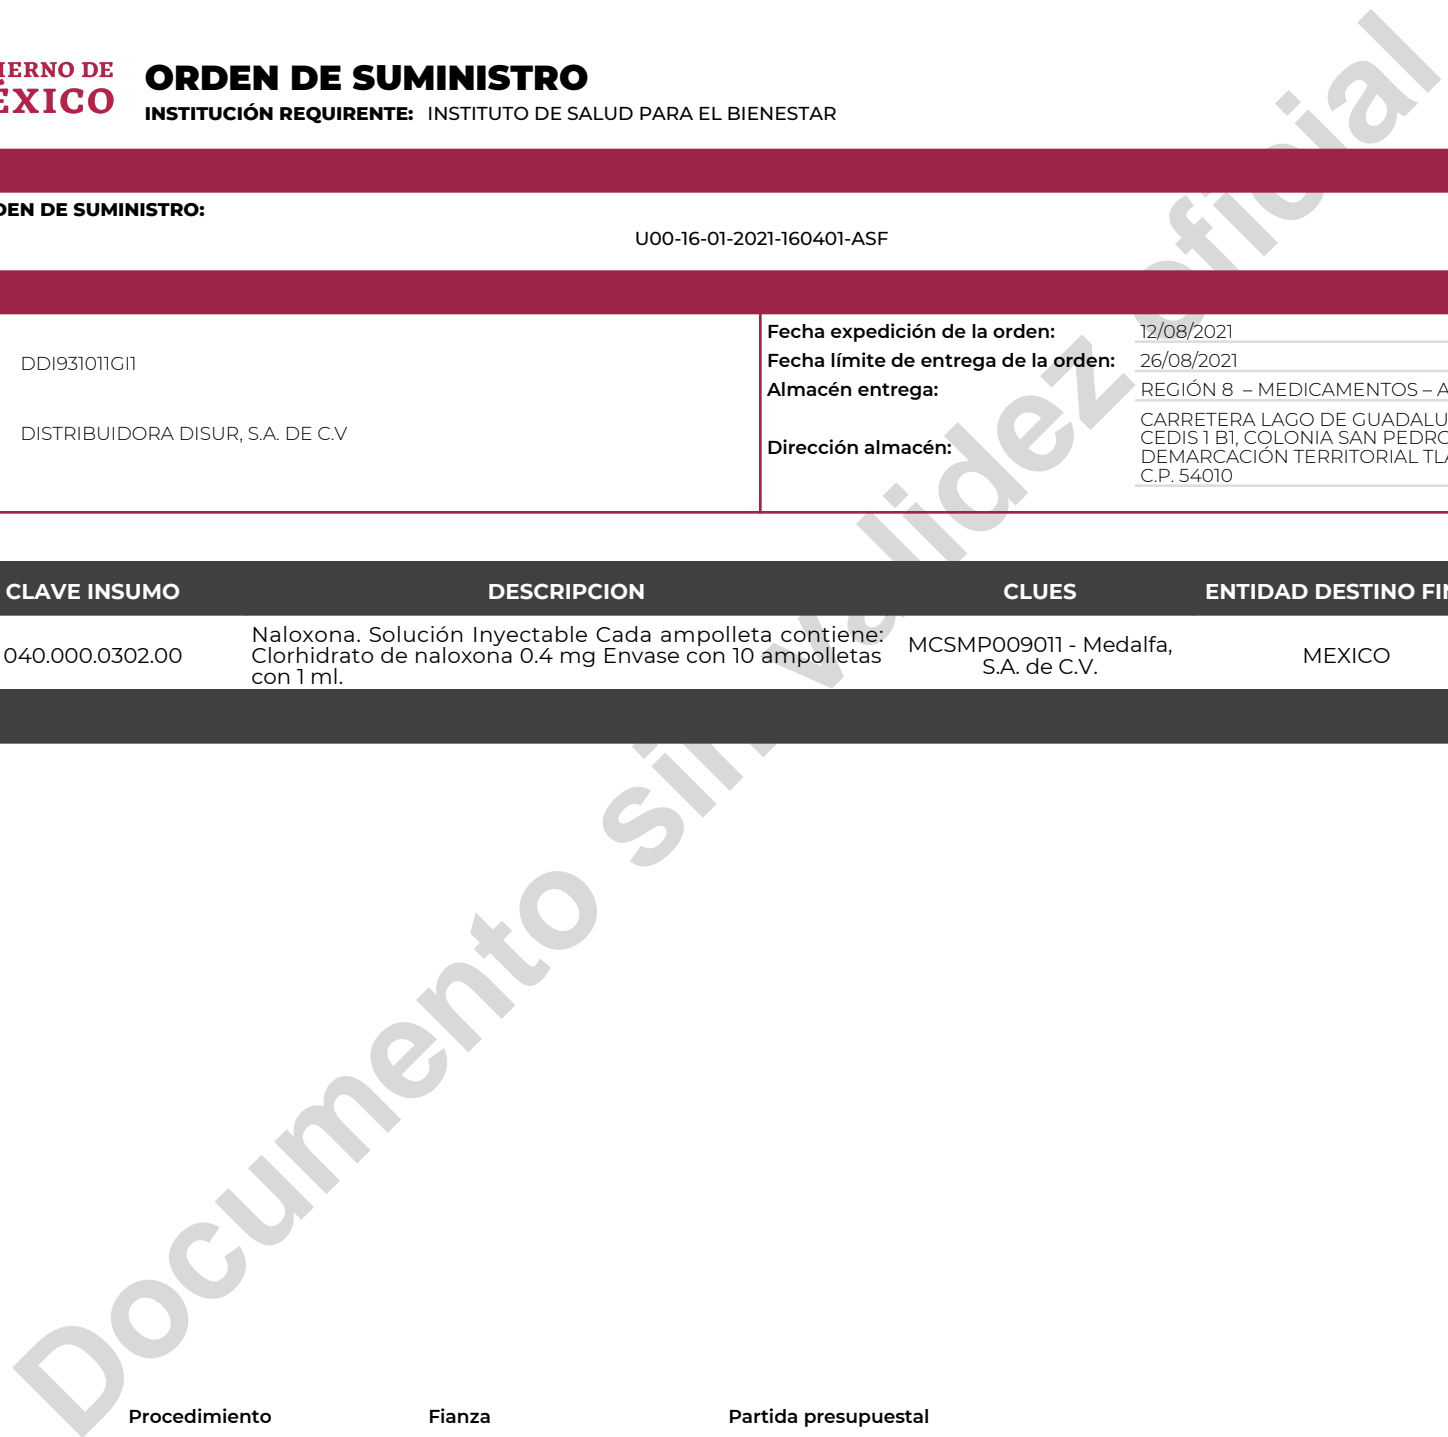 IERNO DE
ÉXICO
ORDEN DE SUMINISTRO
INSTITUCIÓN REQUIRENTE: INSTITUTO DE SALUD PARA EL BIENESTAR
DEN DE SUMINISTRO:
U00-16-01-2021-160401-ASF
DDI931011GI1
DISTRIBUIDORA DISUR, S.A. DE C.V
Fecha expedición de la orden: 12/08/2021
Fecha límite de entrega de la orden: 26/08/2021
Almacén entrega: REGIÓN 8 – MEDICAMENTOS – A
Dirección almacén:
CARRETERA LAGO DE GUADALU
CEDIS 1 B1, COLONIA SAN PEDRO
DEMARCACIÓN TERRITORIAL TLA
C.P. 54010
CLAVE INSUMO DESCRIPCION CLUES ENTIDAD DESTINO FIN
040.000.0302.00
Naloxona. Solución Inyectable Cada ampolleta contiene:
Clorhidrato de naloxona 0.4 mg Envase con 10 ampolletas
con 1 ml.
MCSMP009011 - Medalfa,
S.A. de C.V.
MEXICO
Documento sin validez oficial
Procedimiento Fianza Partida presupuestal